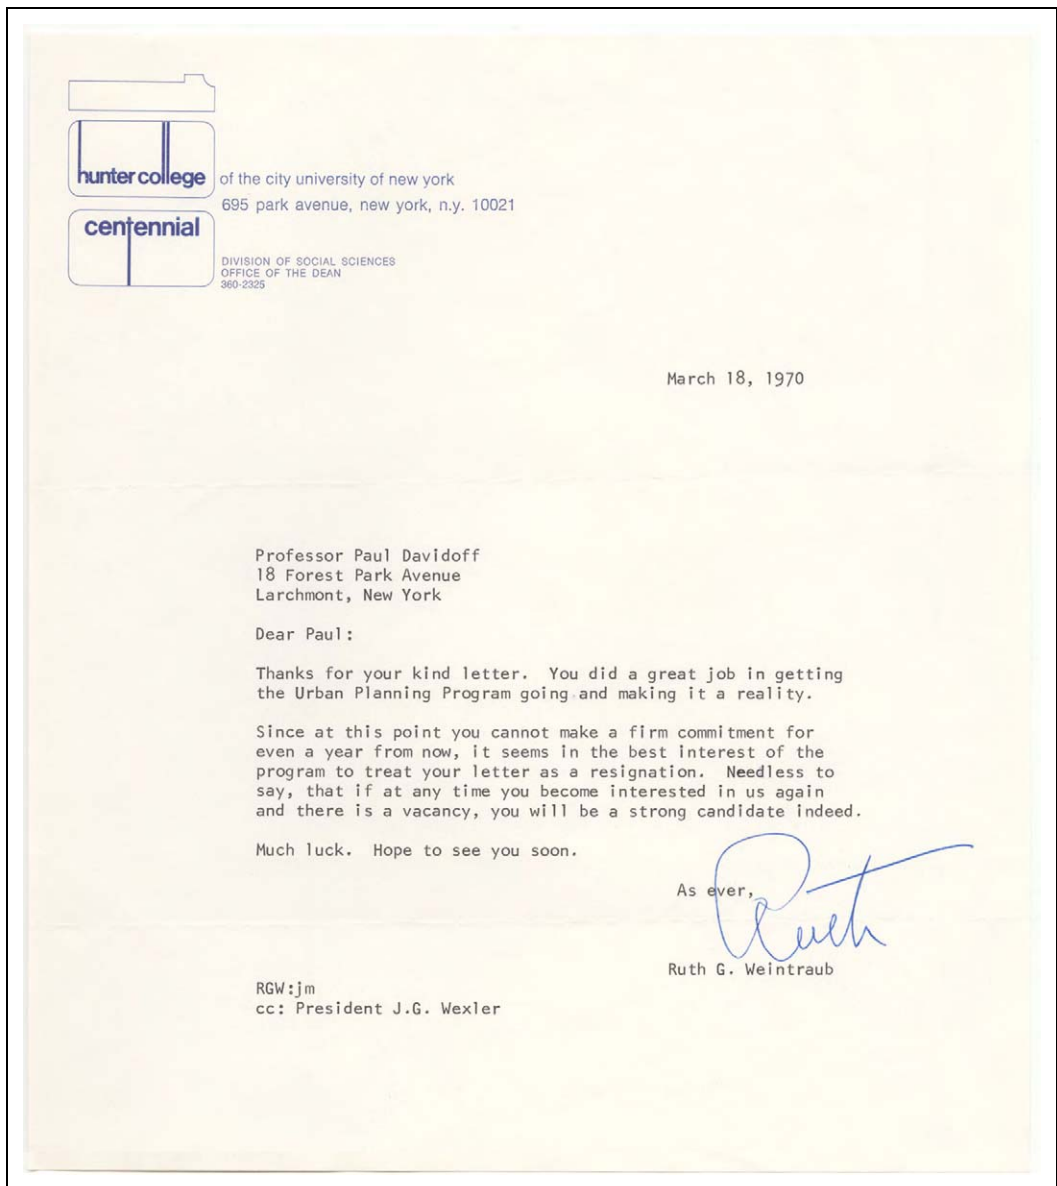 hunter college of the city university of new york
695 park avenue, new york, n.y. 10021
centennial
DIVISION OF SOCIAL SCIENCES
OFFICE OF THE DEAN
360-2325
March 18, 1970
Professor Paul Davidoff
18 Forest Park Avenue
Larchmont, New York
Dear Paul:
Thanks for your kind letter. You did a great job in getting
the Urban Planning Program going and making it a reality.
Since at this point you cannot make a firm commitment for
even a year from now, it seems in the best interest of the
program to treat your letter as a resignation. Needless to
say, that if at any time you become interested in us again
and there is a vacancy, you will be a strong candidate indeed.
Much luck. Hope to see you soon.
As ever,
Ruth
Ruth G. Weintraub
RGW:jm
cc: President J.G. Wexler